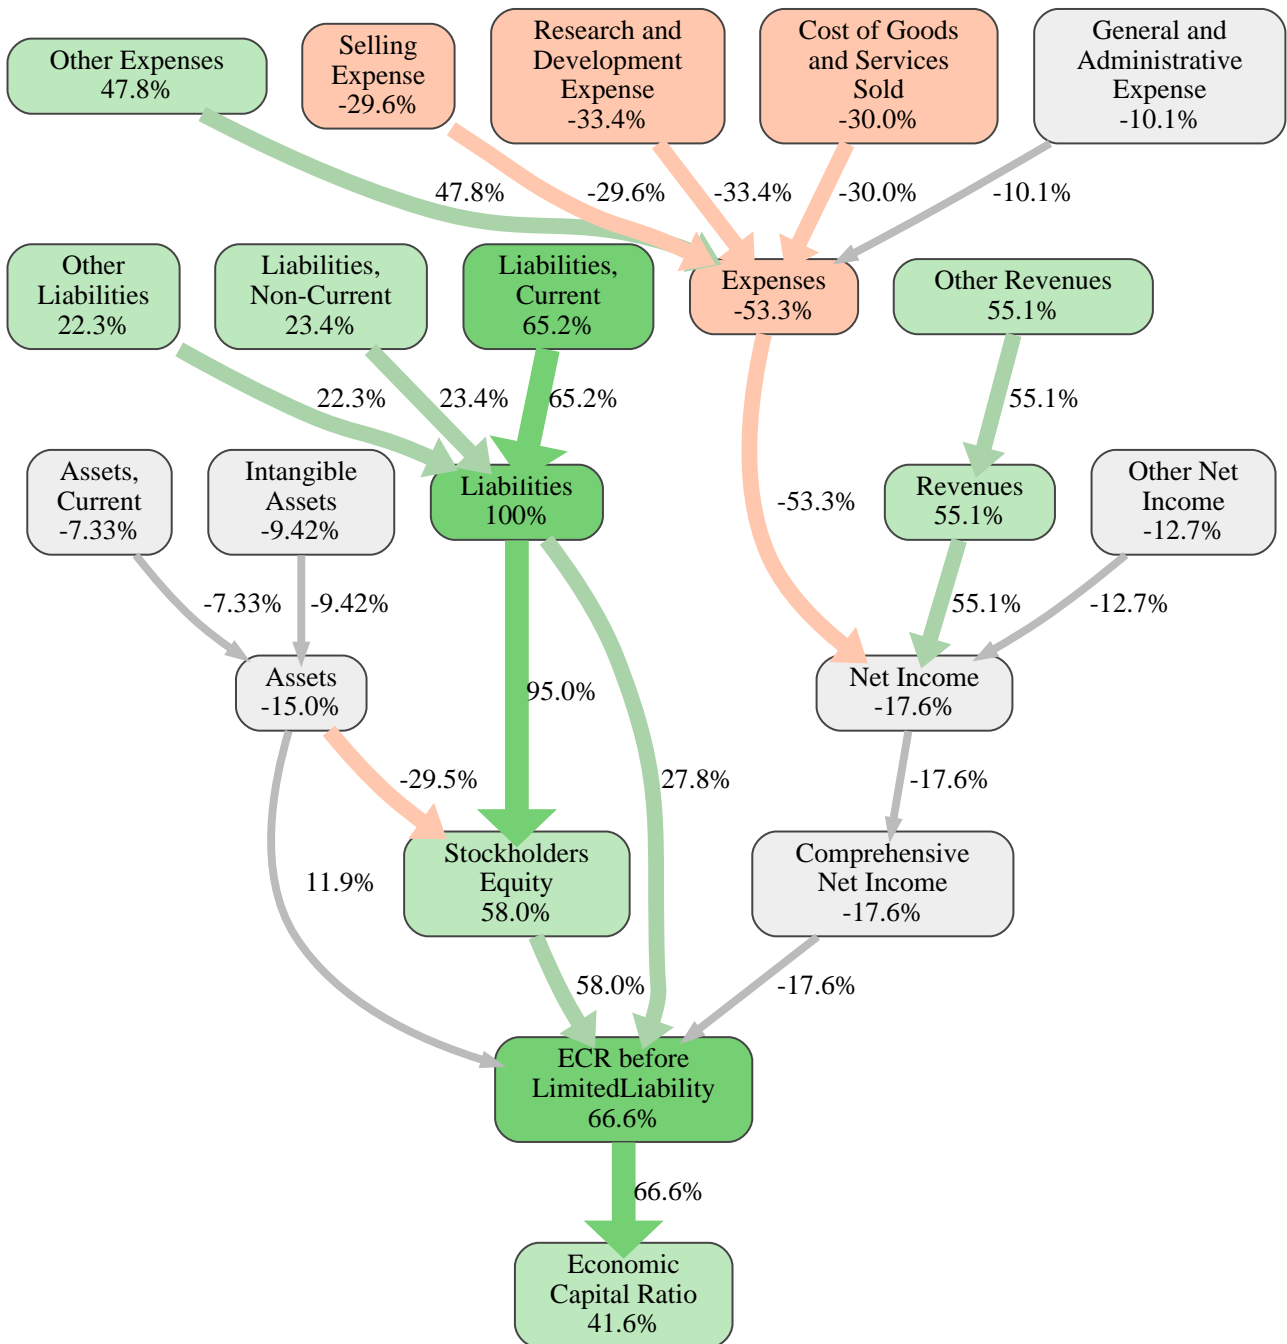 Other Expenses
47.8%
Selling
Expense
-29.6%
Research and
Development
Expense
-33.4%
Cost of Goods
and Services
Sold
-30.0%
General and
Administrative
Expense
-10.1%
47.8%
-29.6%
-33.4%
-30.0%
-10.1%
Other
Liabilities
22.3%
Liabilities,
Non-Current
23.4%
Liabilities,
Current
65.2%
Expenses
-53.3%
Other Revenues
55.1%
22.3%
23.4%
65.2%
55.1%
Assets,
Current
-7.33%
Intangible
Assets
-9.42%
Liabilities
100%
-53.3%
Revenues
55.1%
Other Net
Income
-12.7%
-7.33%
-9.42%
55.1%
-12.7%
Assets
-15.0%
95.0%
Net Income
-17.6%
-29.5%
27.8%
-17.6%
11.9%
Stockholders
Equity
58.0%
Comprehensive
Net Income
-17.6%
58.0%
-17.6%
ECR before
LimitedLiability
66.6%
66.6%
Economic
Capital Ratio
41.6%